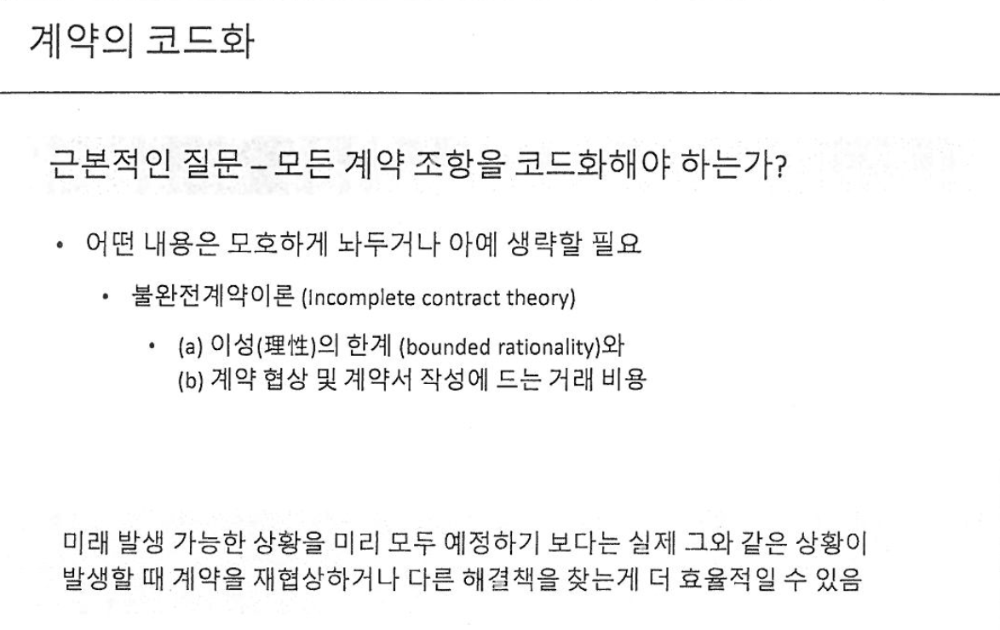 계약의 코드화
근본적인 질문 – 모든 계약 조항을 코드화해야 하는가?
• 어떤 내용은 모호하게 놔두거나 아예 생략할 필요
• 불완전계약이론 (Incomplete contract theory)
• (a) 이성(理性)의 한계 (bounded rationality)와
(b) 계약 협상 및 계약서 작성에 드는 거래 비용
미래 발생 가능한 상황을 미리 모두 예정하기 보다는 실제 그와 같은 상황이
발생할 때 계약을 재협상하거나 다른 해결책을 찾는게 더 효율적일 수 있음